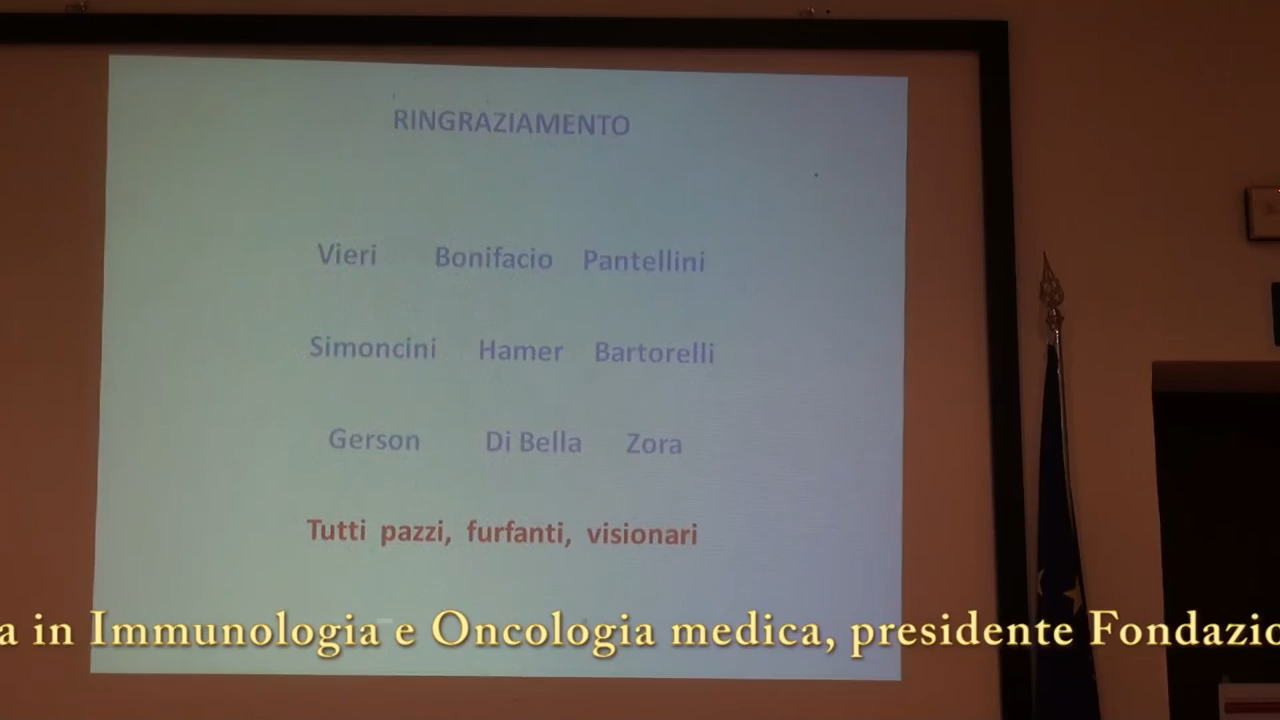 RINGRAZIAMENTO
Vieri Bonifacio Pantellini
Simoncini Hamer Bartorelli
Gerson Di Bella Zora
Tutti pazzi, furfanti, visionari
a in Immunologia e Oncologia medica, presidente Fondazio